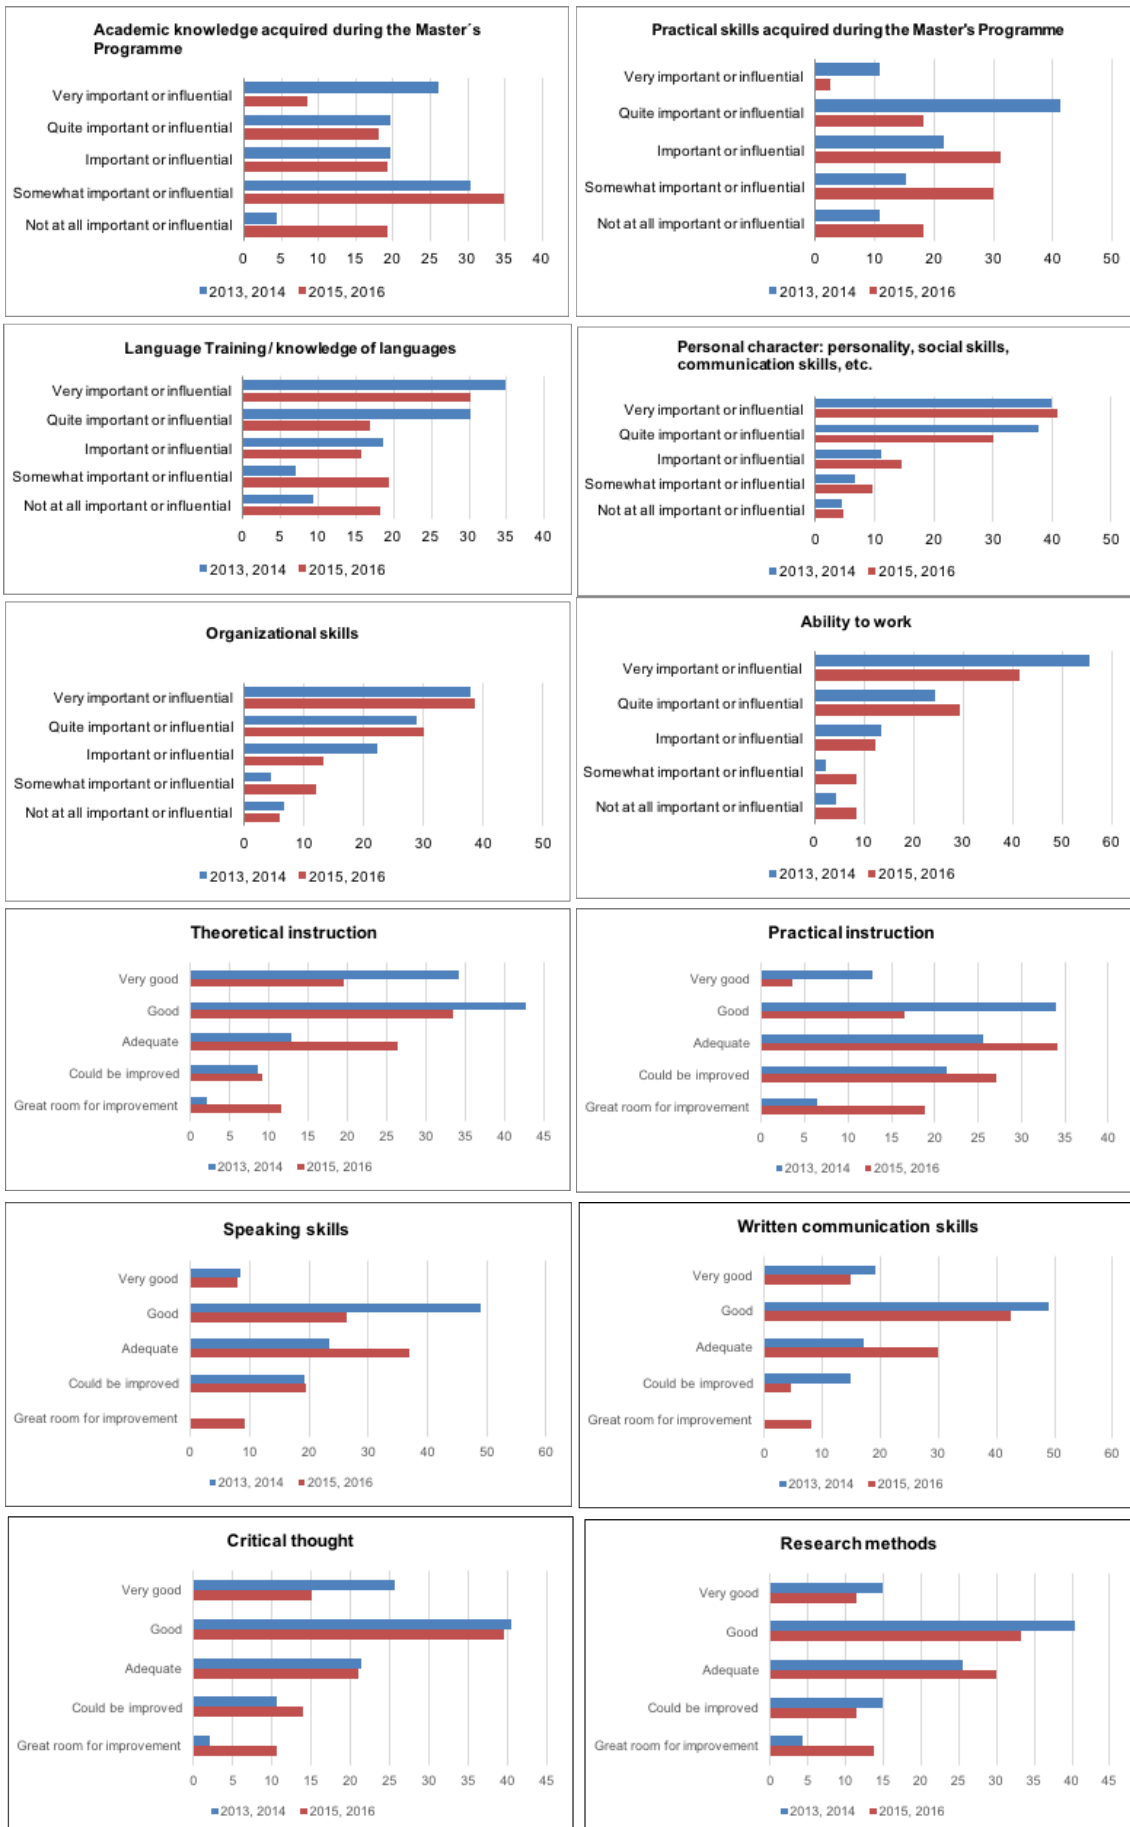 Academic knowledge acquired during the Master´s
Programme
Very important or influential
Quite important or influential
Important or influential
Somewhat important or influential
Not at all important or influential
0 5 10 15 20 25 30 35 40
2013, 2014 2015, 2016
Practical skills acquired during the Master's Programme
Very important or influential
Quite important or influential
Important or influential
Somewhat important or influential
Not at all important or influential
0 10 20 30 40 50
2013, 2014 2015, 2016
Language Training/ knowledge of languages
Very important or influential
Quite important or influential
Important or influential
Somewhat important or influential
Not at all important or influential
0 5 10 15 20 25 30 35 40
2013, 2014 2015, 2016
Personal character: personality, social skills,
communication skills, etc.
Very important or influential
Quite important or influential
Important or influential
Somewhat important or influential
Not at all important or influential
0 10 20 30 40 50
2013, 2014 2015, 2016
Organizational skills
Very important or influential
Quite important or influential
Important or influential
Somewhat important or influential
Not at all important or influential
0 10 20 30 40 50
2013, 2014 2015, 2016
Ability to work
Very important or influential
Quite important or influential
Important or influential
Somewhat important or influential
Not at all important or influential
0 10 20 30 40 50 60
2013, 2014 2015, 2016
Theoretical instruction
Very good
Good
Adequate
Could be improved
Great room for improvement
0 5 10 15 20 25 30 35 40 45
2013, 2014 2015, 2016
Practical instruction
Very good
Good
Adequate
Could be improved
Great room for improvement
0 5 10 15 20 25 30 35 40
2013, 2014 2015, 2016
Speaking skills
Very good
Good
Adequate
Could be improved
Great room for improvement
0 10 20 30 40 50 60
2013, 2014 2015, 2016
Written communication skills
Very good
Good
Adequate
Could be improved
Great room for improvement
0 10 20 30 40 50 60
2013, 2014 2015, 2016
Critical thought
Very good
Good
Adequate
Could be improved
Great room for improvement
0 5 10 15 20 25 30 35 40 45
2013, 2014 2015, 2016
Research methods
Very good
Good
Adequate
Could be improved
Great room for improvement
0 5 10 15 20 25 30 35 40 45
2013, 2014 2015, 2016